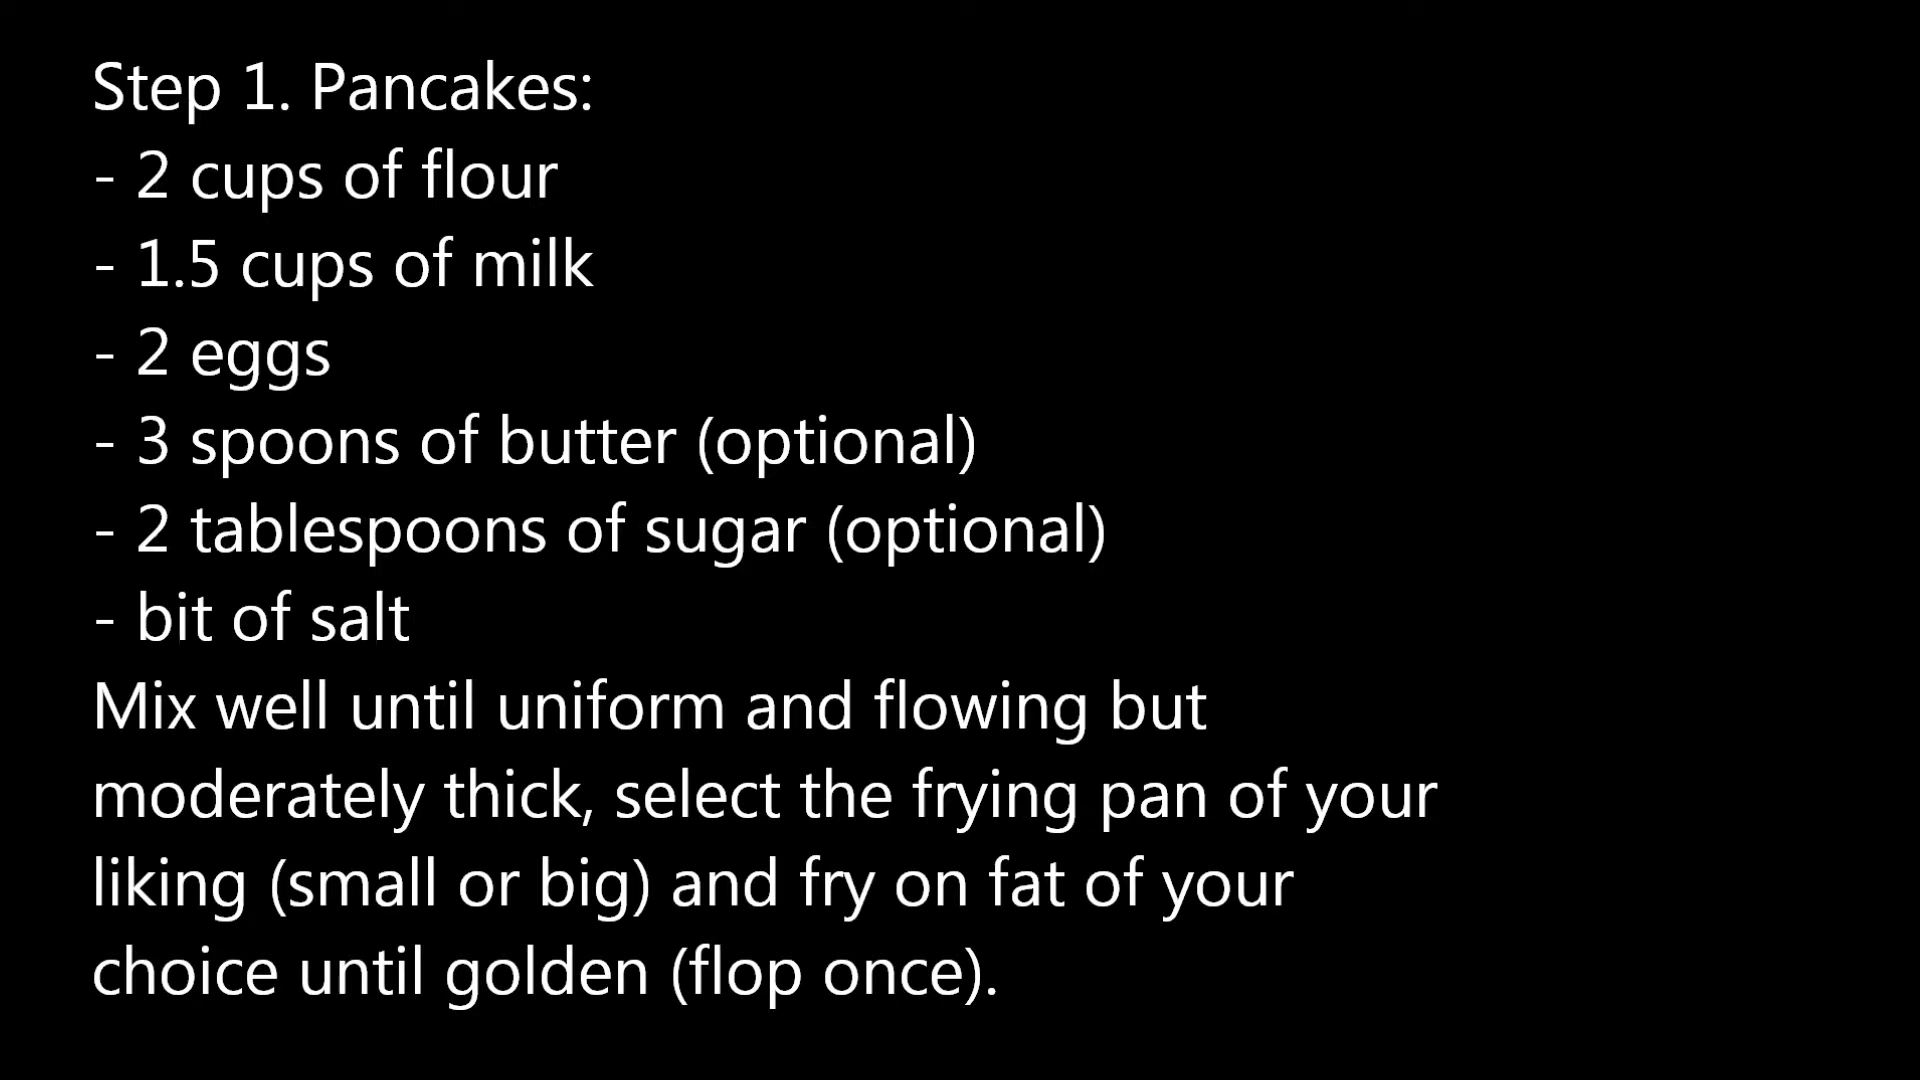 Step 1. Pancakes:
- 2 cups of flour
- 1.5 cups of milk
- 2 eggs
- 3 spoons of butter (optional)
- 2 tablespoons of sugar (optional)
- bit of salt
Mix well until uniform and flowing but
moderately thick, select the frying pan of your
liking (small or big) and fry on fat of your
choice until golden (flop once).